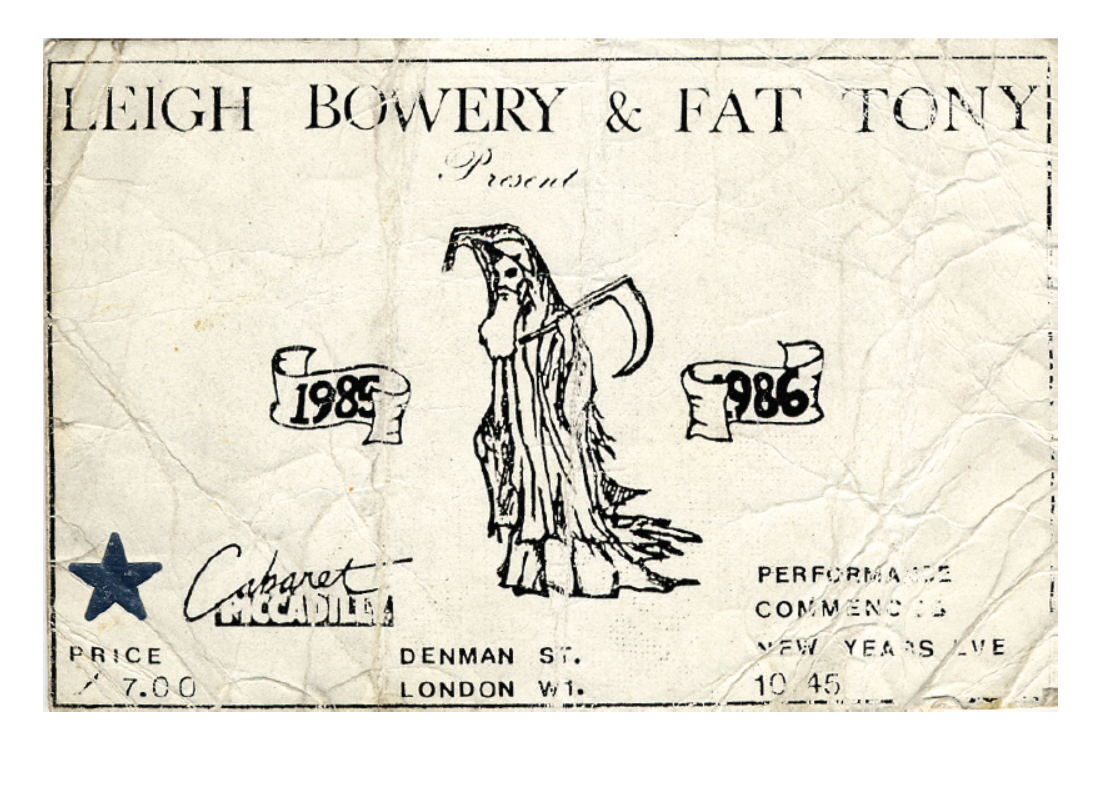 LEIGH BOWERY & FAT TONY
Present
1985
1986
Cabaret
PICCADILLY
PRICE
£7.00
DENMAN ST.
LONDON W1.
PERFORMANCE
COMMENCES
NEW YEARS EVE
10 45